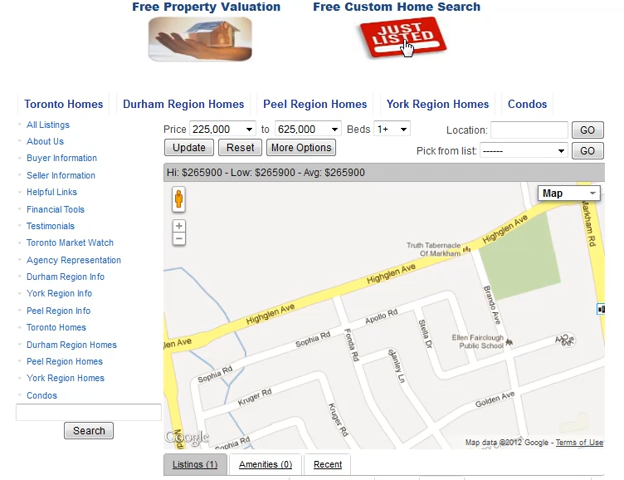 Free Property Valuation
Free Custom Home Search
JUST LISTED
Toronto Homes
Durham Region Homes
Peel Region Homes
York Region Homes
Condos
All Listings
About Us
Buyer Information
Seller Information
Helpful Links
Financial Tools
Testimonials
Toronto Market Watch
Agency Representation
Durham Region Info
York Region Info
Peel Region Info
Toronto Homes
Durham Region Homes
Peel Region Homes
York Region Homes
Condos
Search
Price 225,000 to 625,000 Beds 1+
Location: GO
Update Reset More Options
Pick from list: ------ GO
Hi: $265900 - Low: $265900 - Avg: $265900
Map
Truth Tabernacle
Of Markham
Highglen Ave
Markham Rd
Highglen Ave
Highglen Ave
Brando Ave
Apollo Rd
Sophia Rd
Fonda Rd
Stella Dr
Ellen Fairclough
Public School
Sophia Rd
Kruger Rd
Kruger Rd
Golden Ave
Google
Map data ©2012 Google - Terms of Use
Listings (1)
Amenities (0)
Recent